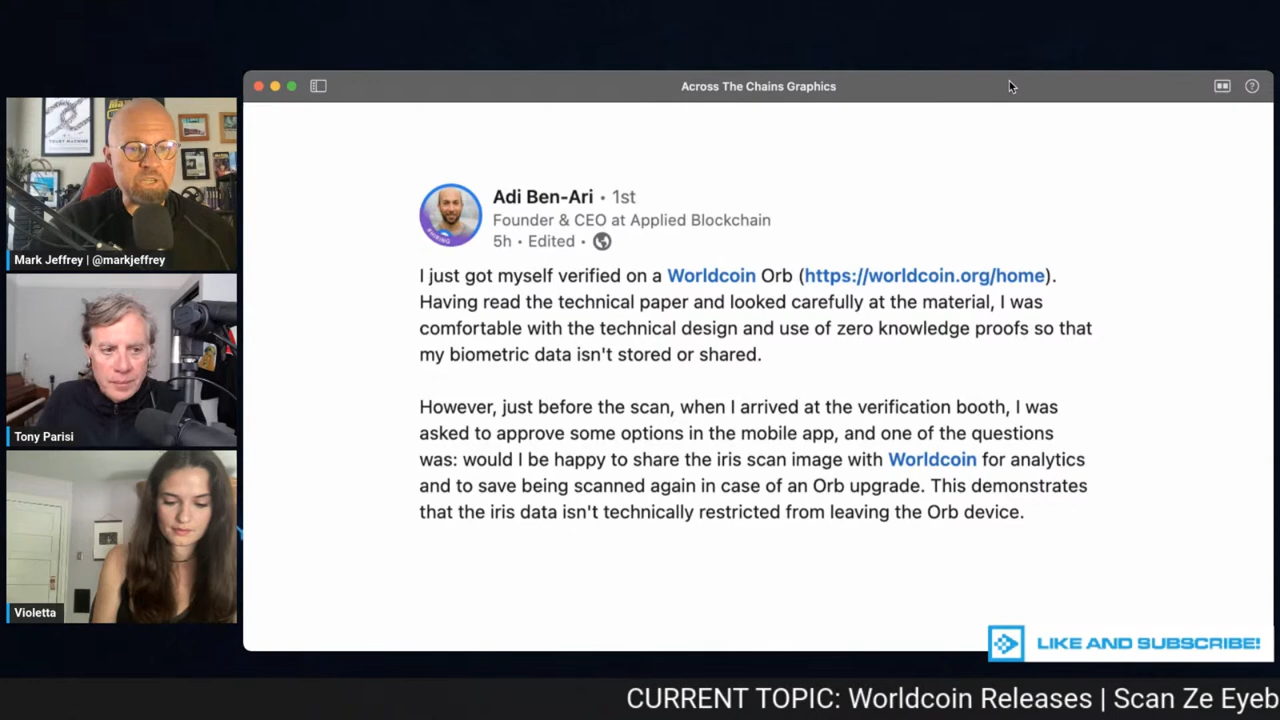 Across The Chains Graphics
Mark Jeffrey | @markjeffrey
Tony Parisi
Violetta
Adi Ben-Ari • 1st
Founder & CEO at Applied Blockchain
5h • Edited •
I just got myself verified on a Worldcoin Orb (https://worldcoin.org/home).
Having read the technical paper and looked carefully at the material, I was
comfortable with the technical design and use of zero knowledge proofs so that
my biometric data isn't stored or shared.
However, just before the scan, when I arrived at the verification booth, I was
asked to approve some options in the mobile app, and one of the questions
was: would I be happy to share the iris scan image with Worldcoin for analytics
and to save being scanned again in case of an Orb upgrade. This demonstrates
that the iris data isn't technically restricted from leaving the Orb device.
LIKE AND SUBSCRIBE!
CURRENT TOPIC: Worldcoin Releases | Scan Ze Eyeb